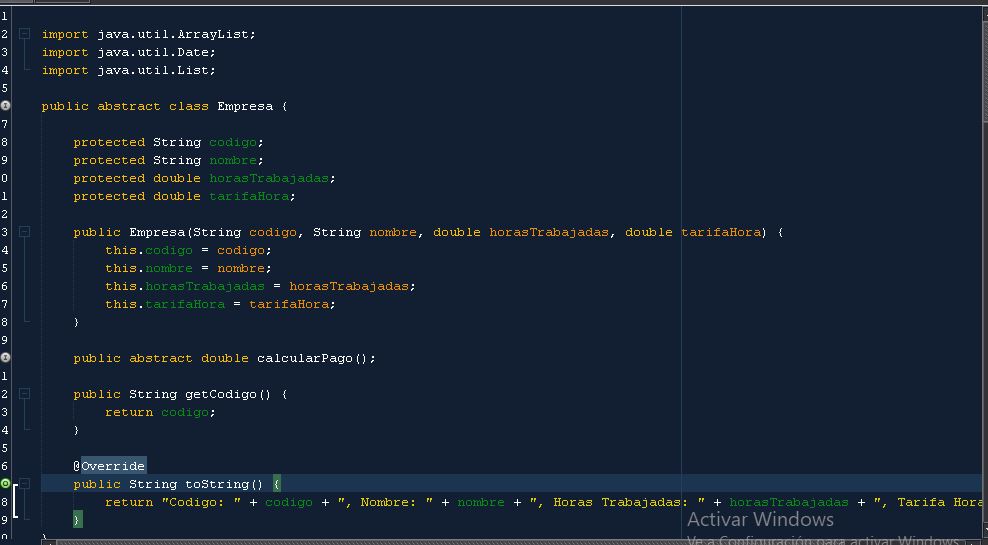 1
2 import java.util.ArrayList;
3 import java.util.Date;
4 import java.util.List;
5
public abstract class Empresa {
7
8 protected String codigo;
9 protected String nombre;
0 protected double horasTrabajadas;
1 protected double tarifaHora;
2
3 public Empresa(String codigo, String nombre, double horasTrabajadas, double tarifaHora) {
4 this.codigo = codigo;
5 this.nombre = nombre;
6 this.horasTrabajadas = horasTrabajadas;
7 this.tarifaHora = tarifaHora;
8 }
9
public abstract double calcularPago();
1
2 public String getCodigo() {
3 return codigo;
4 }
5
6 @Override
public String toString() {
8 return "Codigo: " + codigo + ", Nombre: " + nombre + ", Horas Trabajadas: " + horasTrabajadas + ", Tarifa Hora
9 }
0 }
Activar Windows
Ve a Configuración para activar Windows.